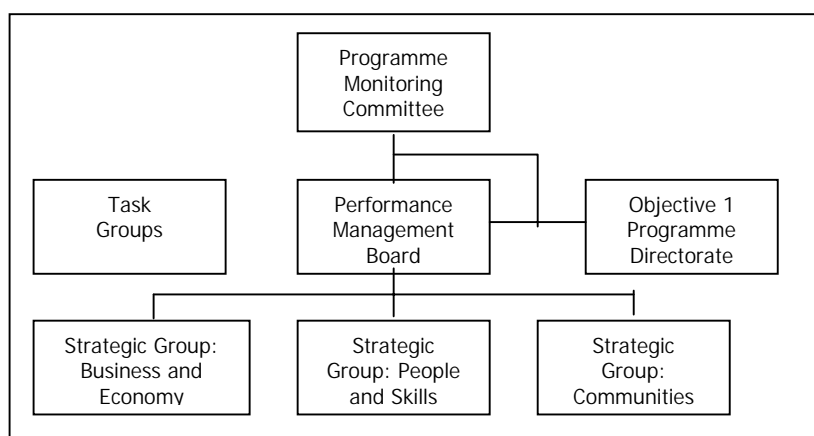 Programme
Monitoring
Committee
Task
Groups
Performance
Management
Board
Objective 1
Programme
Directorate
Strategic Group:
Business and
Economy
Strategic
Group: People
and Skills
Strategic
Group:
Communities